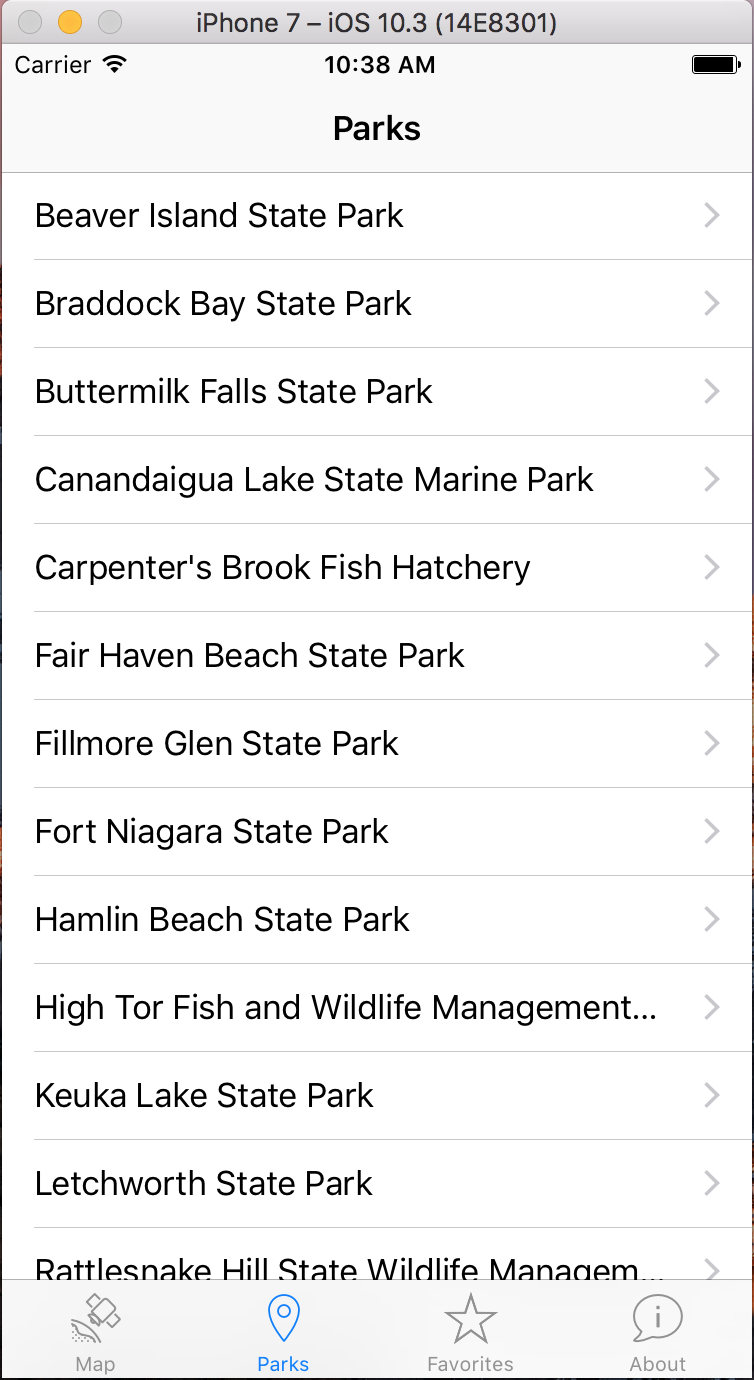 iPhone 7 – iOS 10.3 (14E8301)
Carrier 10:38 AM
Parks
Beaver Island State Park
Braddock Bay State Park
Buttermilk Falls State Park
Canandaigua Lake State Marine Park
Carpenter's Brook Fish Hatchery
Fair Haven Beach State Park
Fillmore Glen State Park
Fort Niagara State Park
Hamlin Beach State Park
High Tor Fish and Wildlife Management...
Keuka Lake State Park
Letchworth State Park
Rattlesnake Hill State Wildlife Managem...
Map Parks Favorites About